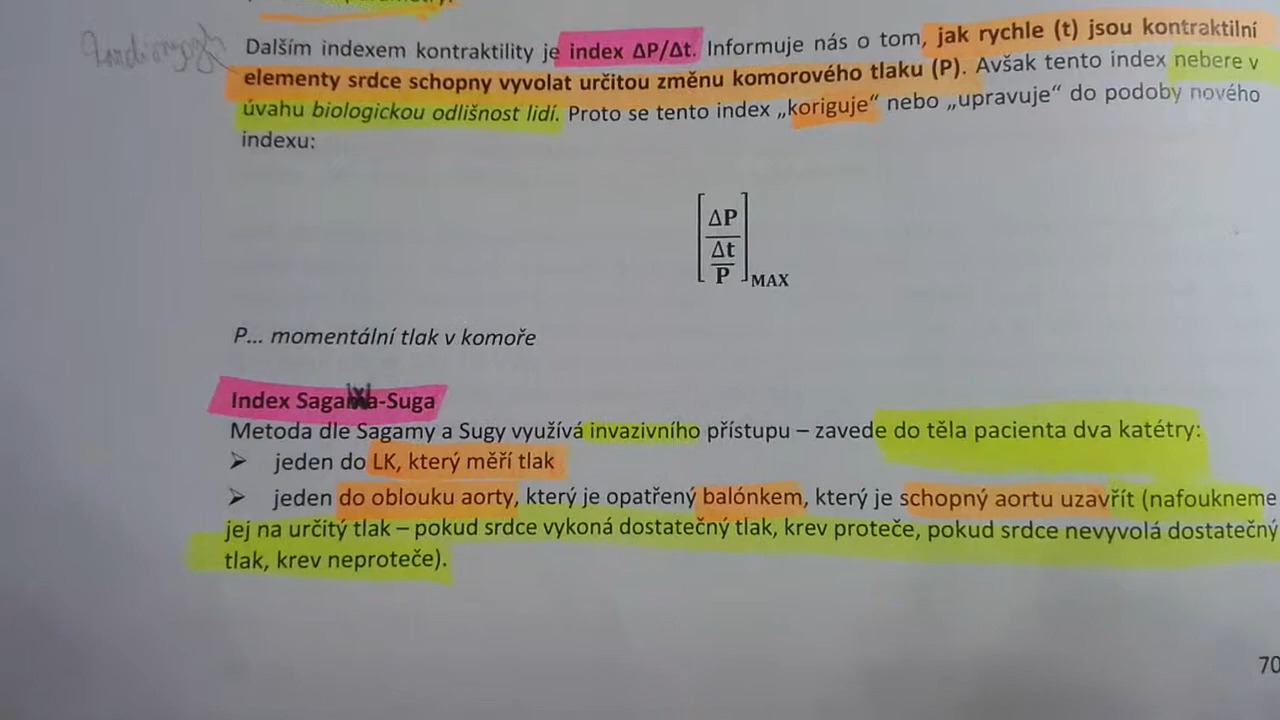 parametry.
Dalším indexem kontraktility je index ΔP/Δt. Informuje nás o tom, jak rychle (t) jsou kontraktilní
elementy srdce schopny vyvolat určitou změnu komorového tlaku (P). Avšak tento index nebere v
úvahu biologickou odlišnost lidí. Proto se tento index „koriguje“ nebo „upravuje“ do podoby nového
indexu:
ΔP
Δt
P
MAX
P... momentální tlak v komoře
Index Sagama-Suga
Metoda dle Sagamy a Sugy využívá invazivního přístupu – zavede do těla pacienta dva katétry:
➢ jeden do LK, který měří tlak
➢ jeden do oblouku aorty, který je opatřený balónkem, který je schopný aortu uzavřít (nafoukneme
jej na určitý tlak – pokud srdce vykoná dostatečný tlak, krev proteče, pokud srdce nevyvolá dostatečný
tlak, krev neproteče).
70